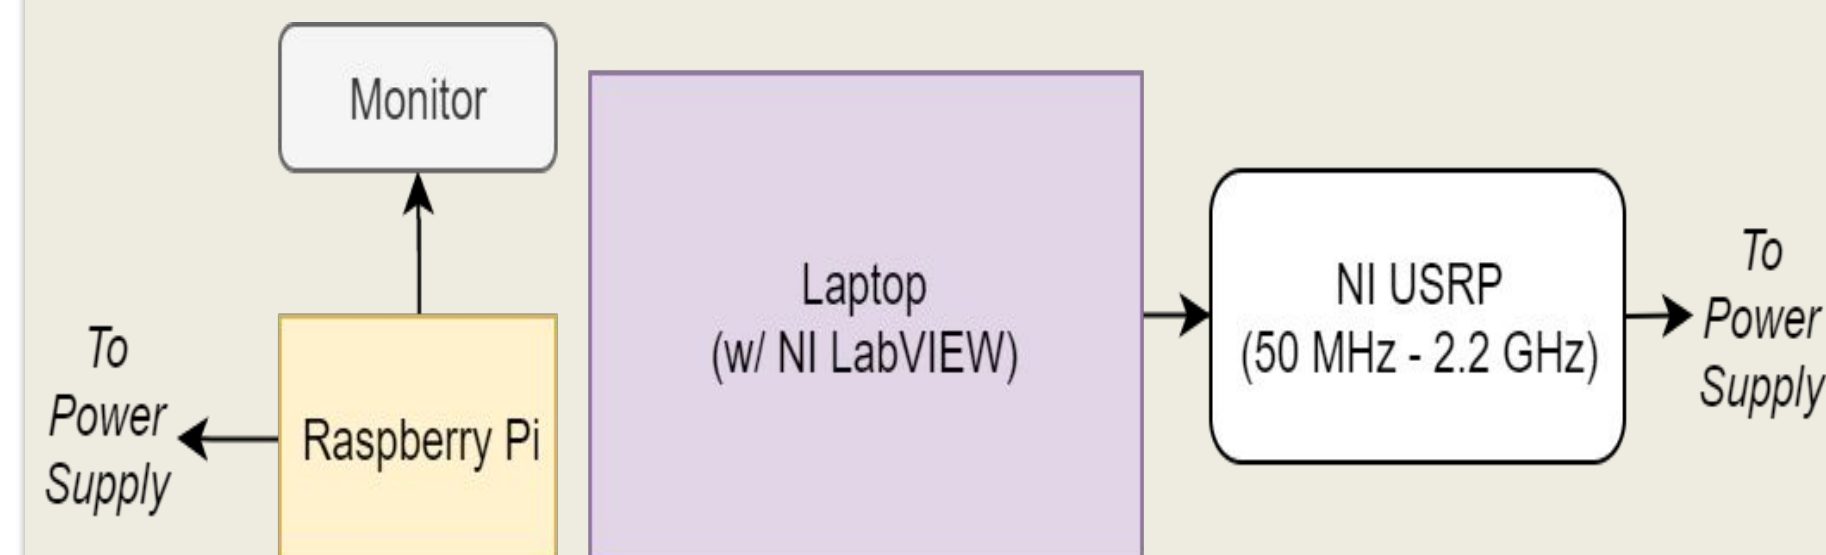 Monitor
To
Power
Supply
Raspberry Pi
Laptop
(w/ NI LabVIEW)
NI USRP
(50 MHz - 2.2 GHz)
To
Power
Supply